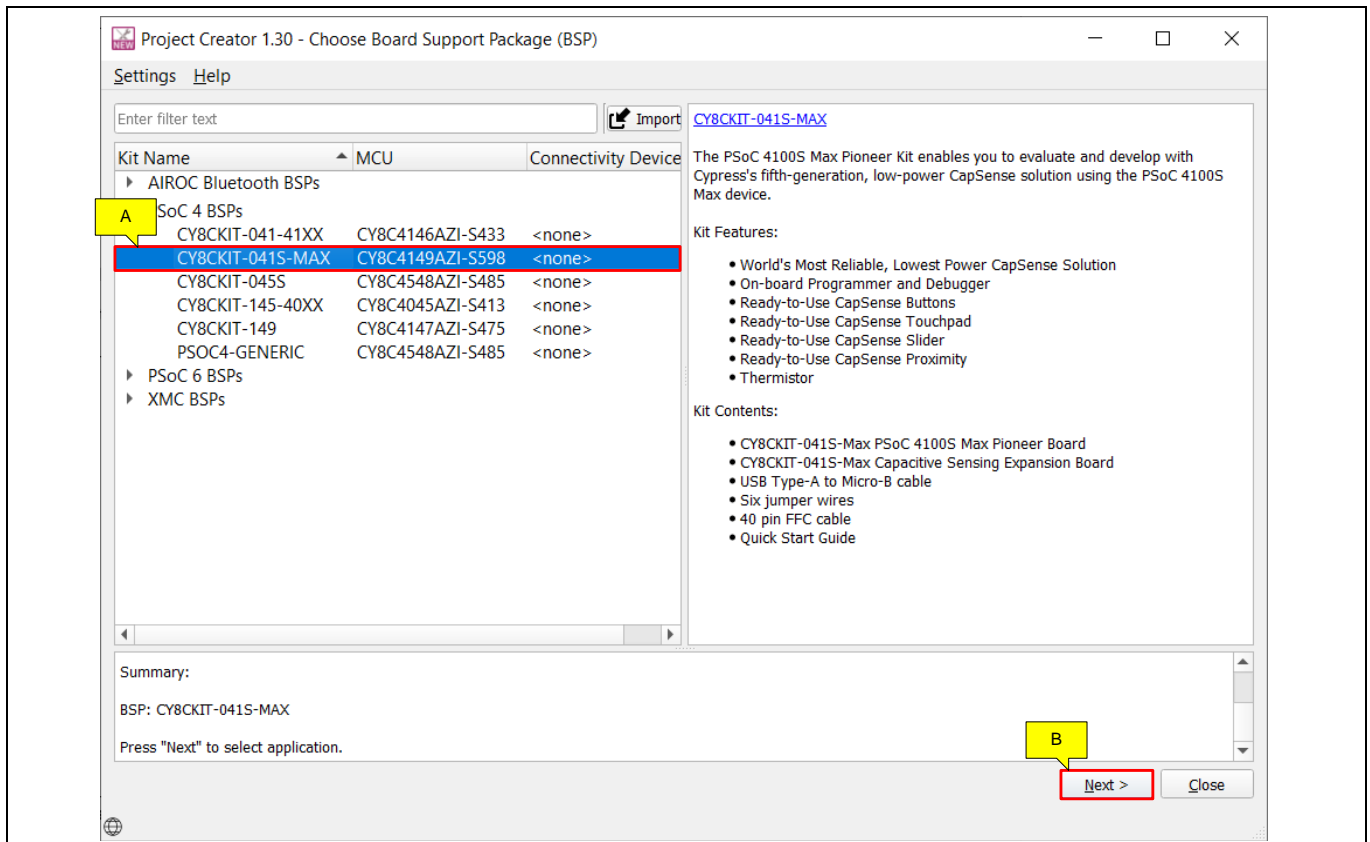 NEW
Project Creator 1.30 - Choose Board Support Package (BSP)
Settings Help
Enter filter text
Import
Kit Name MCU Connectivity Device
AIROC Bluetooth BSPs
A
SoC 4 BSPs
CY8CKIT-041-41XX CY8C4146AZI-S433 <none>
CY8CKIT-041S-MAX CY8C4149AZI-S598 <none>
CY8CKIT-045S CY8C4548AZI-S485 <none>
CY8CKIT-145-40XX CY8C4045AZI-S413 <none>
CY8CKIT-149 CY8C4147AZI-S475 <none>
PSOC4-GENERIC CY8C4548AZI-S485 <none>
PSoC 6 BSPs
XMC BSPs
CY8CKIT-041S-MAX
The PSoC 4100S Max Pioneer Kit enables you to evaluate and develop with
Cypress's fifth-generation, low-power CapSense solution using the PSoC 4100S
Max device.
Kit Features:
• World's Most Reliable, Lowest Power CapSense Solution
• On-board Programmer and Debugger
• Ready-to-Use CapSense Buttons
• Ready-to-Use CapSense Touchpad
• Ready-to-Use CapSense Slider
• Ready-to-Use CapSense Proximity
• Thermistor
Kit Contents:
• CY8CKIT-041S-Max PSoC 4100S Max Pioneer Board
• CY8CKIT-041S-Max Capacitive Sensing Expansion Board
• USB Type-A to Micro-B cable
• Six jumper wires
• 40 pin FFC cable
• Quick Start Guide
Summary:
BSP: CY8CKIT-041S-MAX
Press "Next" to select application.
B
Next > Close